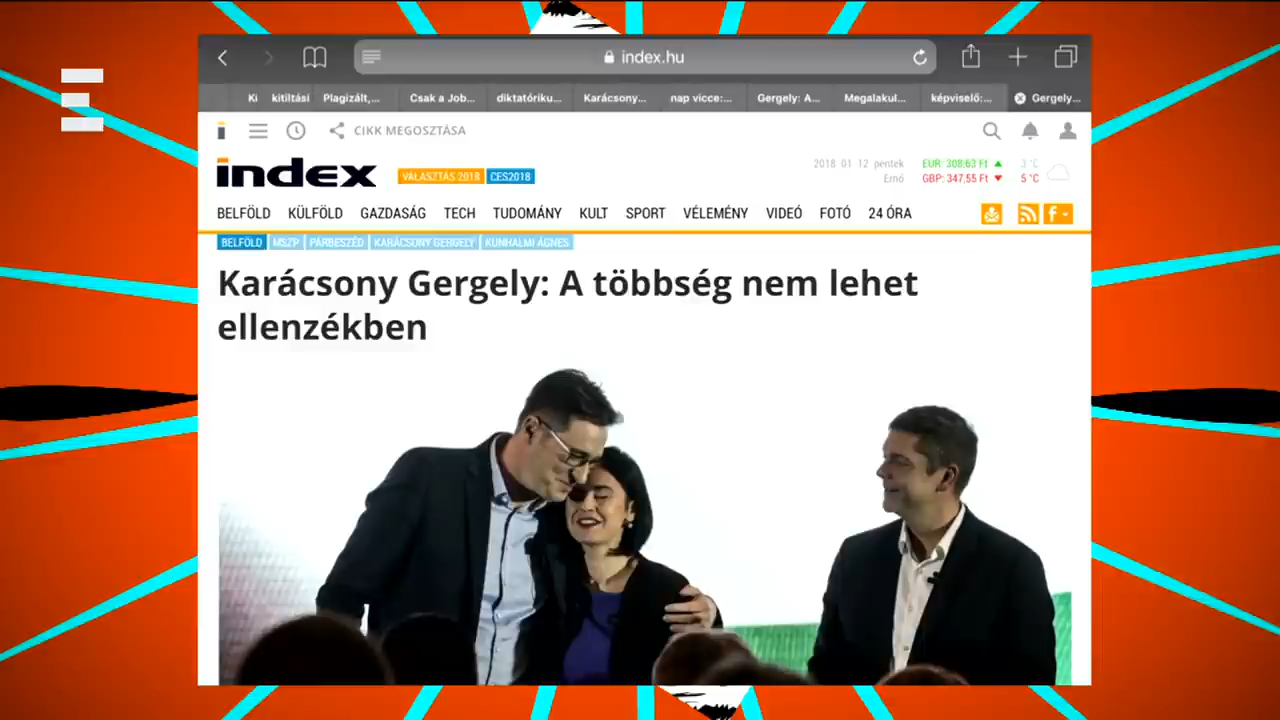 index.hu
Ki kitiltási Plagizált,... Csak a Job... diktatóriku... Karácsony... nap vicce:... Gergely: A... Megalakul... képviselő:... Gergely...
CIKK MEGOSZTÁSA
index VÁLASZTÁS 2018 CES2018
2018 01 12 péntek
Ernő
EUR: 308,63 Ft ▲ 3 °C
GBP: 347,55 Ft ▼ 5 °C
BELFÖLD KÜLFÖLD GAZDASÁG TECH TUDOMÁNY KULT SPORT VÉLEMÉNY VIDEÓ FOTÓ 24 ÓRA
BELFÖLD MSZP PÁRBESZÉD KARÁCSONY GERGELY KUNHALMI ÁGNES
Karácsony Gergely: A többség nem lehet
ellenzékben